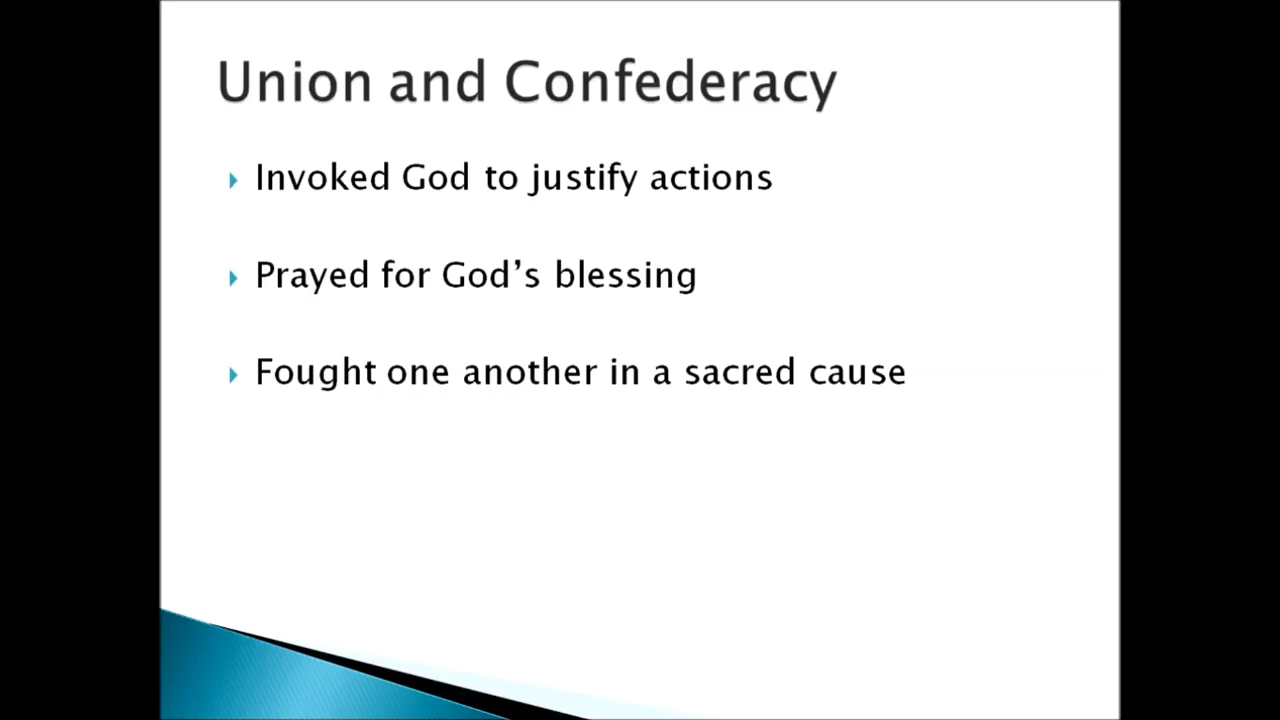 Union and Confederacy
Invoked God to justify actions
Prayed for God’s blessing
Fought one another in a sacred cause